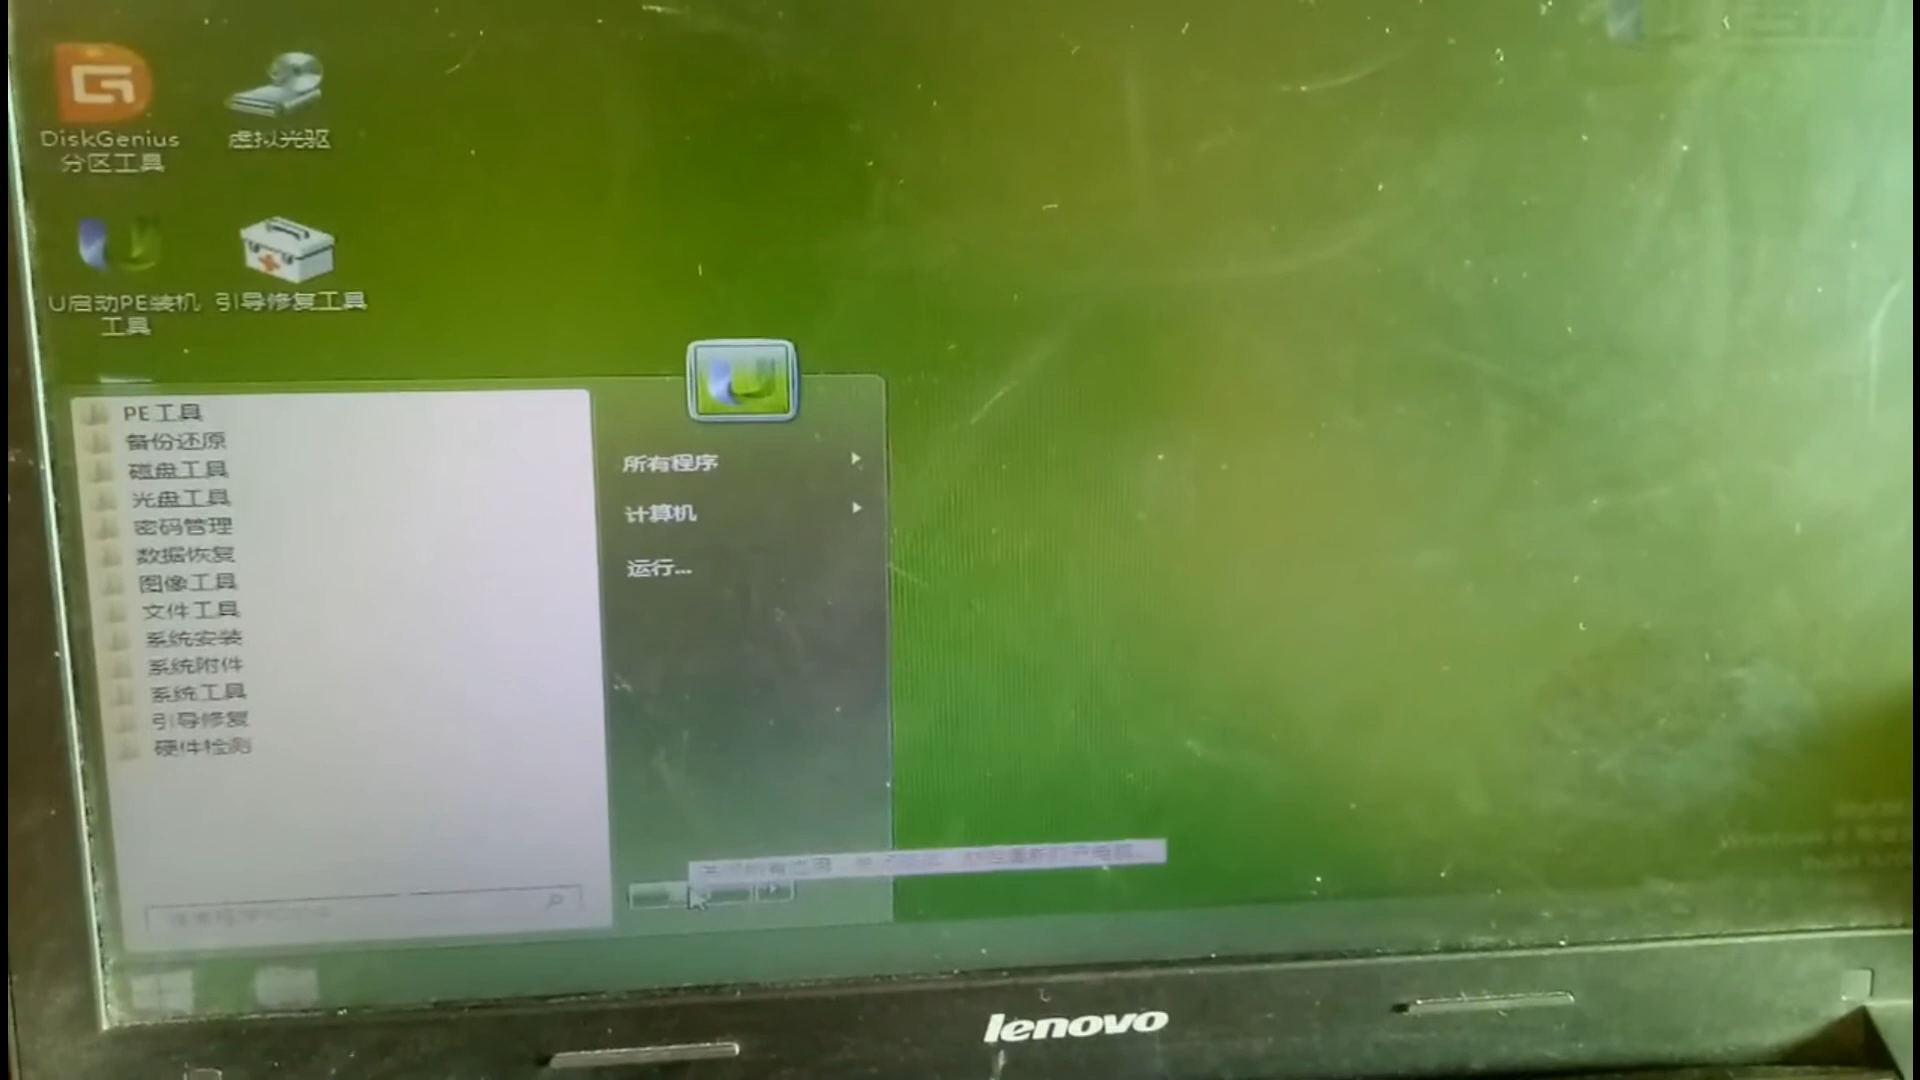 DiskGenius
分区工具
虚拟光驱
U启动PE装机
工具
引导修复工具
PE工具
备份还原
磁盘工具
光盘工具
密码管理
数据恢复
图像工具
文件工具
系统安装
系统附件
系统工具
引导修复
硬件检测
所有程序
计算机
运行...
lenovo